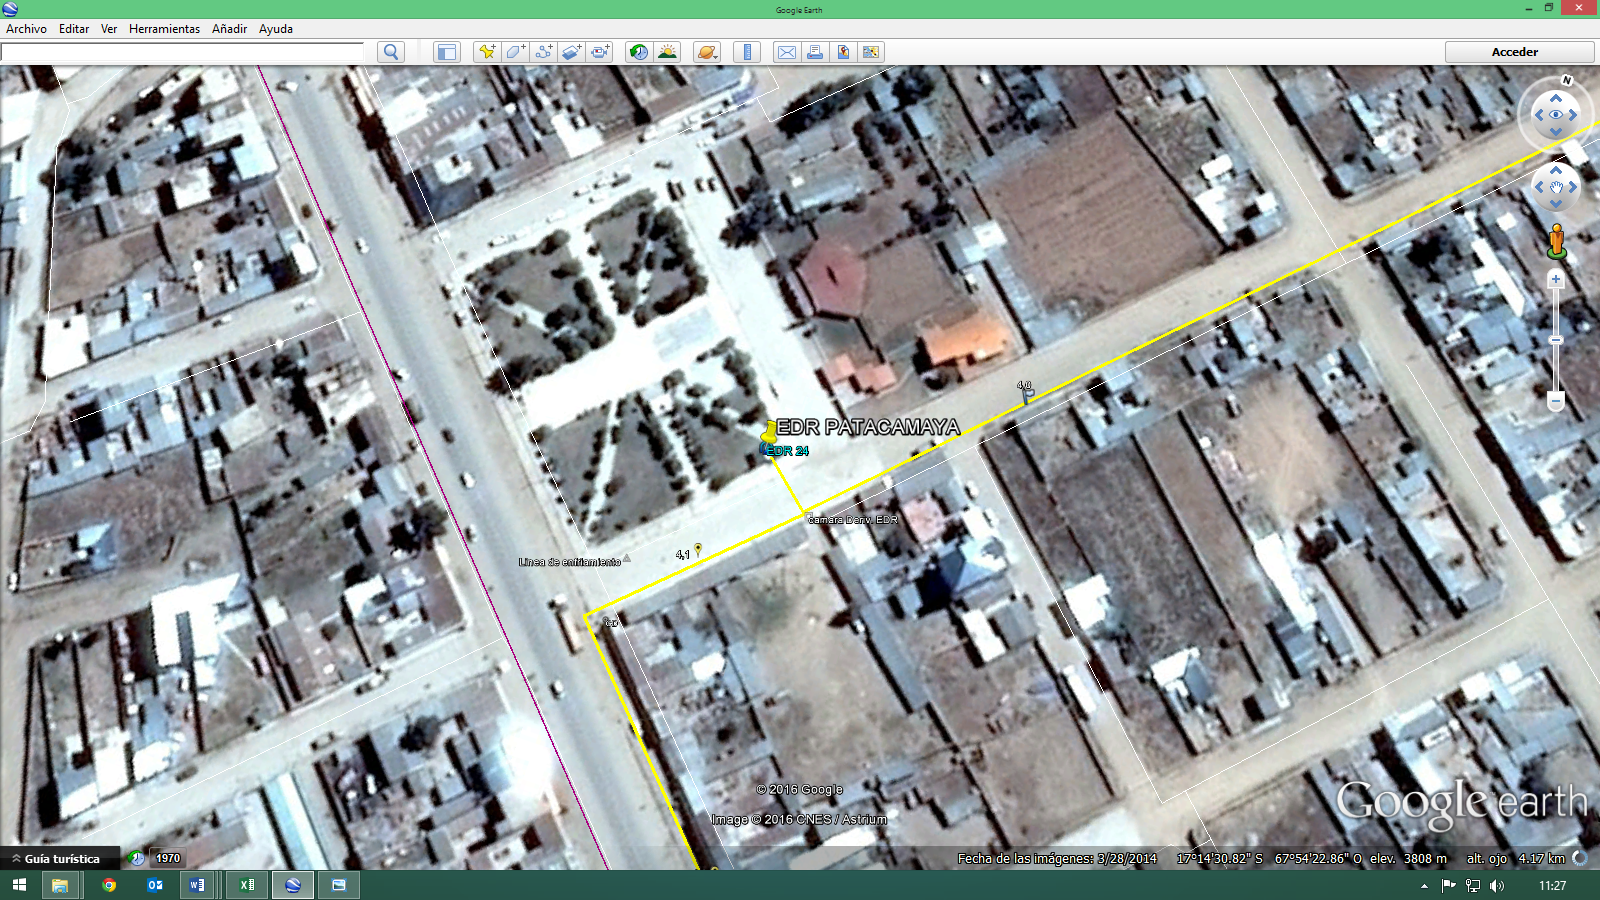 Google Earth
Archivo Editar Ver Herramientas Añadir Ayuda
Acceder
N
4,0
EDR PATACAMAYA
EDR 24
camara Deriv. EDR
4,1
Linea de enfriamiento
© 2016 Google
Image © 2016 CNES / Astrium
Google earth
Guía turística
1970
Fecha de las imágenes: 3/28/2014 17°14'30.82" S 67°54'22.86" O elev. 3808 m alt. ojo 4.17 km
11:27